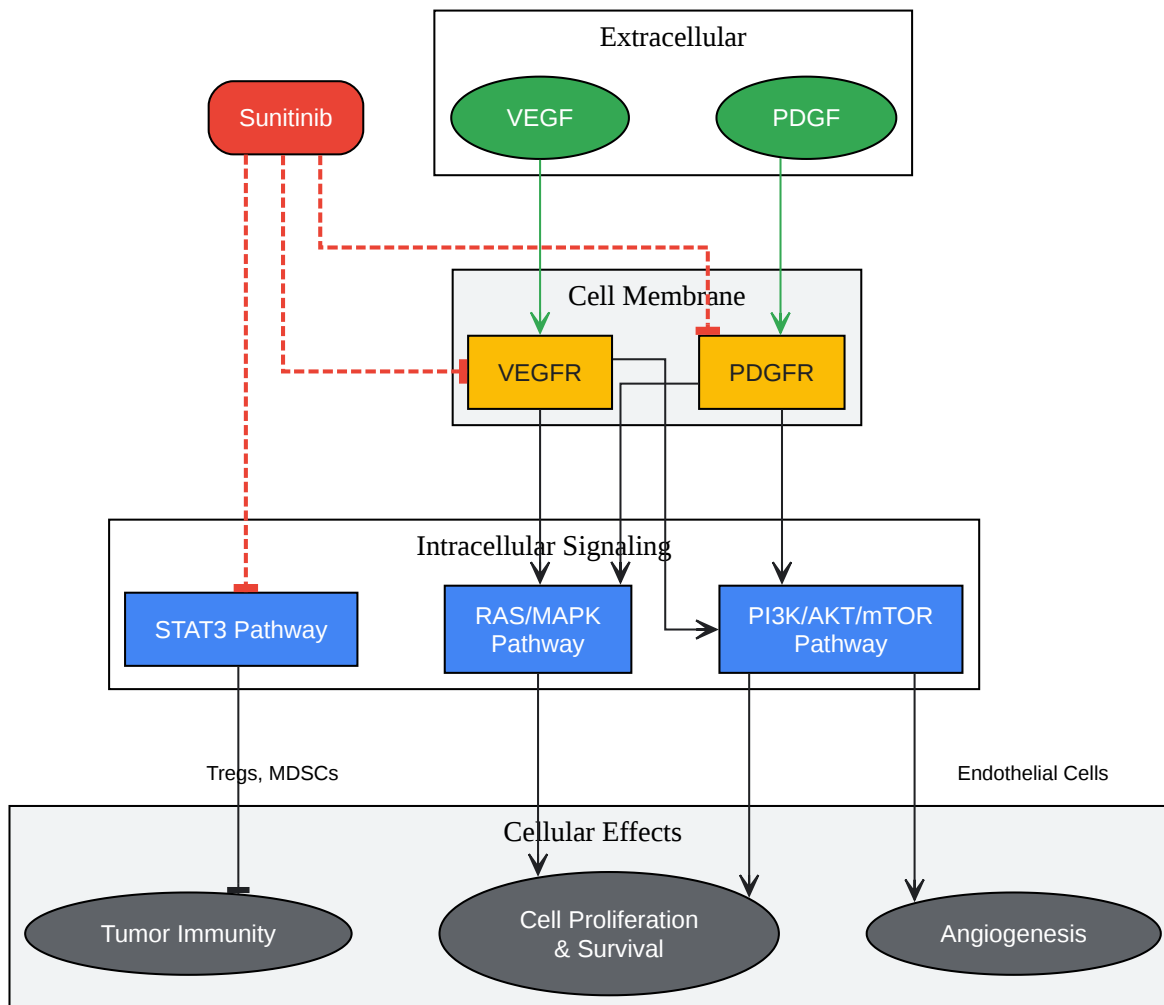 Extracellular
Sunitinib
VEGF
PDGF
Cell Membrane
VEGFR
PDGFR
Intracellular Signaling
STAT3 Pathway
RAS/MAPK
Pathway
PI3K/AKT/mTOR
Pathway
Tregs, MDSCs
Endothelial Cells
Cellular Effects
Tumor Immunity
Cell Proliferation
& Survival
Angiogenesis